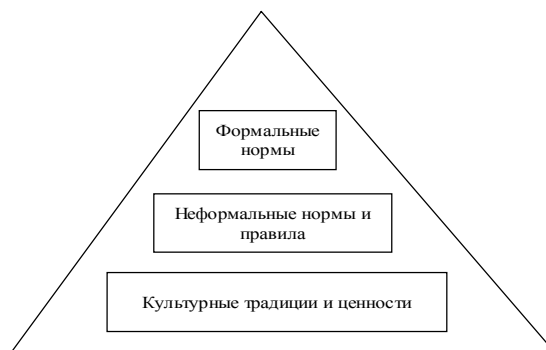 Формальные
нормы
Неформальные нормы и
правила
Культурные традиции и ценности